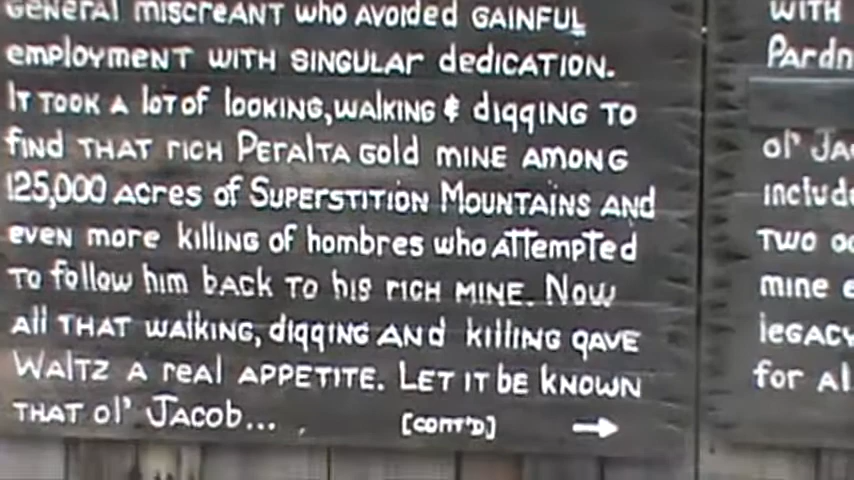 GENERAL MISCREANT who AVOIDED GAINFUL
employment WITH SINGULAR dedication.
It took a lot of looking, walking & digging to
find that rich Peralta gold mine among
125,000 acres of Superstition Mountains and
even more killing of hombres who attempted
to follow him back to his rich mine. Now
all that walking, digging and killing gave
Waltz a real appetite. Let it be known
that ol' Jacob...
[CONT'D] →
WITH
Pardn
ol' Ja
include
two
mine
legacy
for al